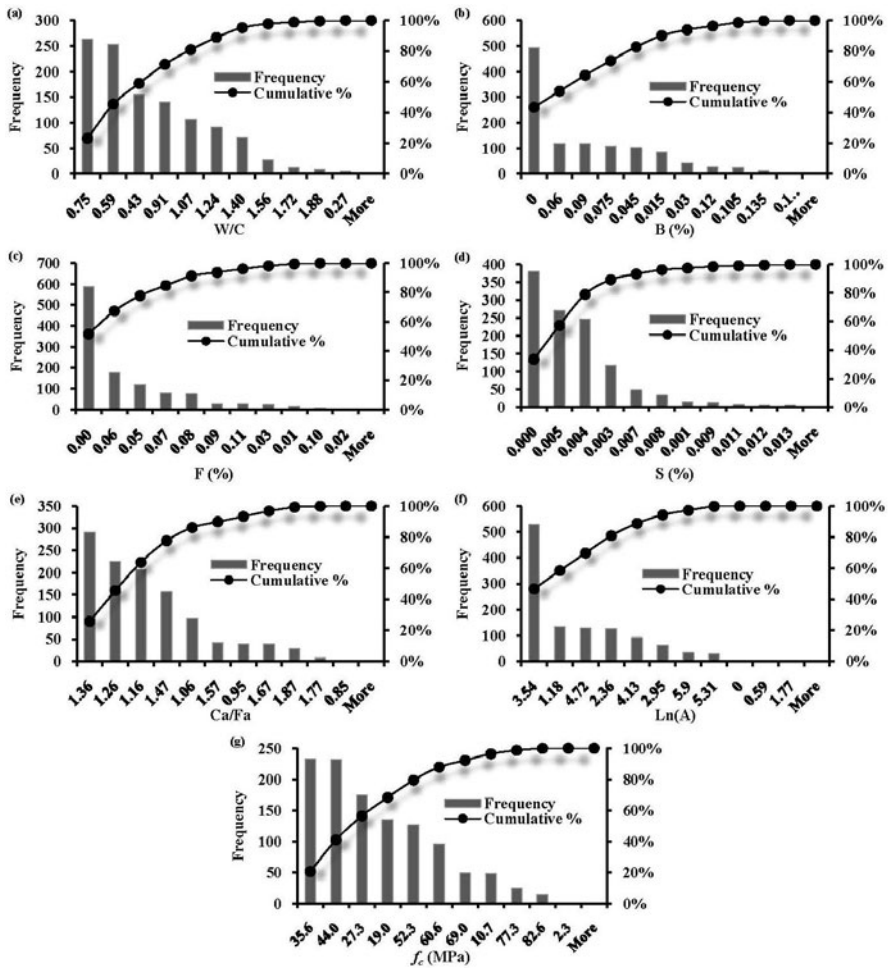 (a)
300
250
200
150
100
50
0
Frequency
100%
80%
60%
40%
20%
0%
Frequency
Cumulative %
0.75 0.59 0.43 0.91 1.07 1.24 1.40 1.56 1.72 1.88 0.27 More
W/C
(b)
600
500
400
300
200
100
0
Frequency
100%
80%
60%
40%
20%
0%
Frequency
Cumulative %
0 0.06 0.09 0.075 0.045 0.015 0.03 0.12 0.105 0.135 0.1.. More
B (%)
(c)
700
600
500
400
300
200
100
0
Frequency
100%
80%
60%
40%
20%
0%
Frequency
Cumulative %
0.00 0.06 0.05 0.07 0.08 0.09 0.11 0.03 0.01 0.10 0.02 More
F (%)
(d)
400
350
300
250
200
150
100
50
0
Frequency
100%
80%
60%
40%
20%
0%
Frequency
Cumulative %
0.000 0.005 0.004 0.003 0.007 0.008 0.001 0.009 0.011 0.012 0.013 More
S (%)
(e)
350
300
250
200
150
100
50
0
Frequency
100%
80%
60%
40%
20%
0%
Frequency
Cumulative %
1.36 1.26 1.16 1.47 1.06 1.57 0.95 1.67 1.87 1.77 0.85 More
Ca/Fa
(f)
600
500
400
300
200
100
0
Frequency
100%
80%
60%
40%
20%
0%
Frequency
Cumulative %
3.54 1.18 4.72 2.36 4.13 2.95 5.9 5.31 0 0.59 1.77 More
Ln(A)
(g)
250
200
150
100
50
0
Frequency
100%
80%
60%
40%
20%
0%
Frequency
Cumulative %
35.6 44.0 27.3 19.0 52.3 60.6 69.0 10.7 77.3 82.6 2.3 More
fc (MPa)